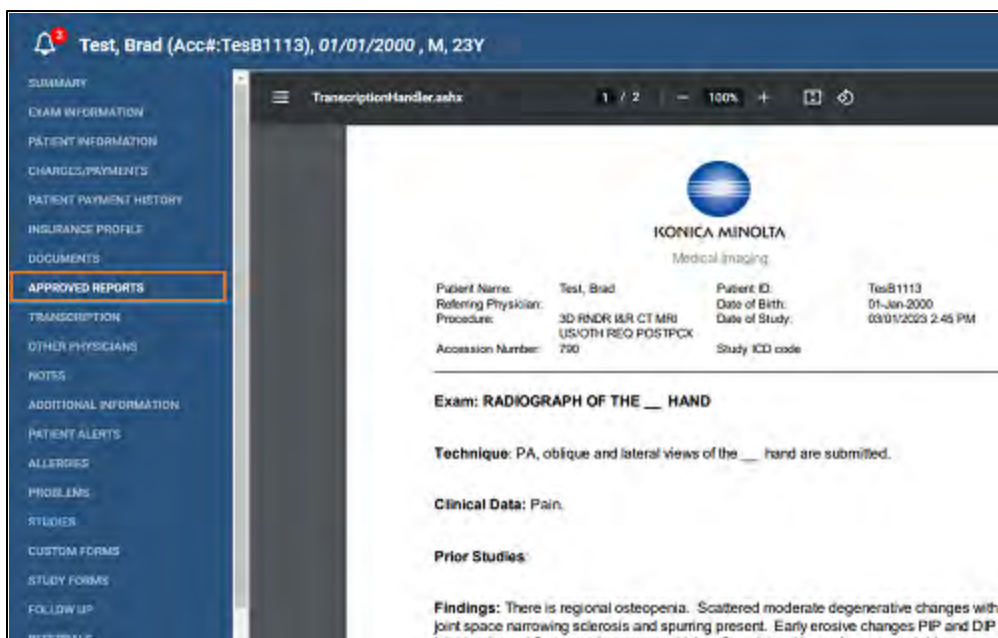 3
Test, Brad (Acc#:TesB1113), 01/01/2000 , M, 23Y
SUMMARY
EXAM INFORMATION
PATIENT INFORMATION
CHARGES/PAYMENTS
PATIENT PAYMENT HISTORY
INSURANCE PROFILE
DOCUMENTS
APPROVED REPORTS
TRANSCRIPTION
OTHER PHYSICIANS
NOTES
ADDITIONAL INFORMATION
PATIENT ALERTS
ALLERGIES
PROBLEMS
STUDIES
CUSTOM FORMS
STUDY FORMS
FOLLOW UP
REFERRALS
TranscriptionHandler.ashx 1 / 2 | − 100% +
KONICA MINOLTA
Medical Imaging
Patient Name: Test, Brad Patient ID: TesB1113
Referring Physician: Date of Birth: 01-Jan-2000
Procedure: 3D RNDR I&R CT MRI Date of Study: 03/01/2023 2:45 PM
US/OTH REQ POSTPCX
Accession Number: 790 Study ICD code
Exam: RADIOGRAPH OF THE __ HAND
Technique: PA, oblique and lateral views of the __ hand are submitted.
Clinical Data: Pain.
Prior Studies
Findings: There is regional osteopenia. Scattered moderate degenerative changes with
joint space narrowing sclerosis and spurring present. Early erosive changes PIP and DIP